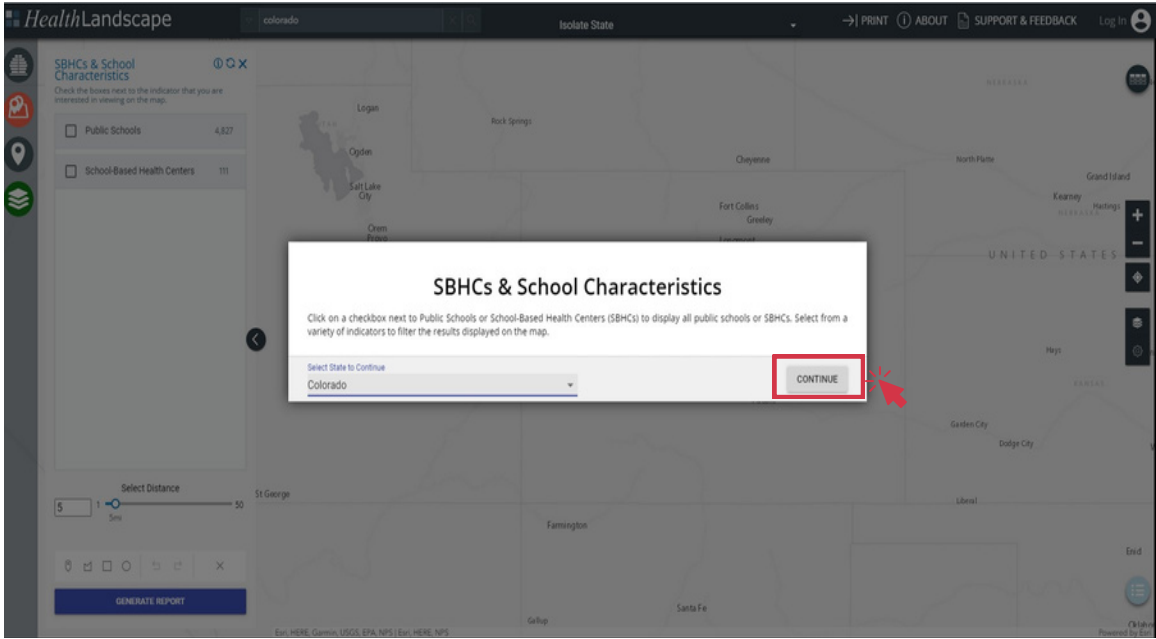 HealthLandscape
colorado
Isolate State
PRINT
ABOUT
SUPPORT & FEEDBACK
Log In
SBHCs & School
Characteristics
Check the boxes next to the indicator that you are
interested in viewing on the map.
Public Schools 4,827
School-Based Health Centers 111
Select Distance
5 1 50
5mi
GENERATE REPORT
NEBRASKA
Logan
Rock Springs
UTAH
Ogden
Cheyenne
North Platte
Salt Lake
City
Grand Island
Kearney
Hastings
NEBRASKA
Fort Collins
Greeley
Orem
Provo
Longmont
UNITED STATES
SBHCs & School Characteristics
Click on a checkbox next to Public Schools or School-Based Health Centers (SBHCs) to display all public schools or SBHCs. Select from a
variety of indicators to filter the results displayed on the map.
Select State to Continue
Colorado
CONTINUE
Hays
KANSAS
Garden City
Dodge City
St George
Liberal
Farmington
Enid
Santa Fe
Gallup
Esri, HERE, Garmin, USGS, EPA, NPS | Esri, HERE, NPS
Powered by Esri